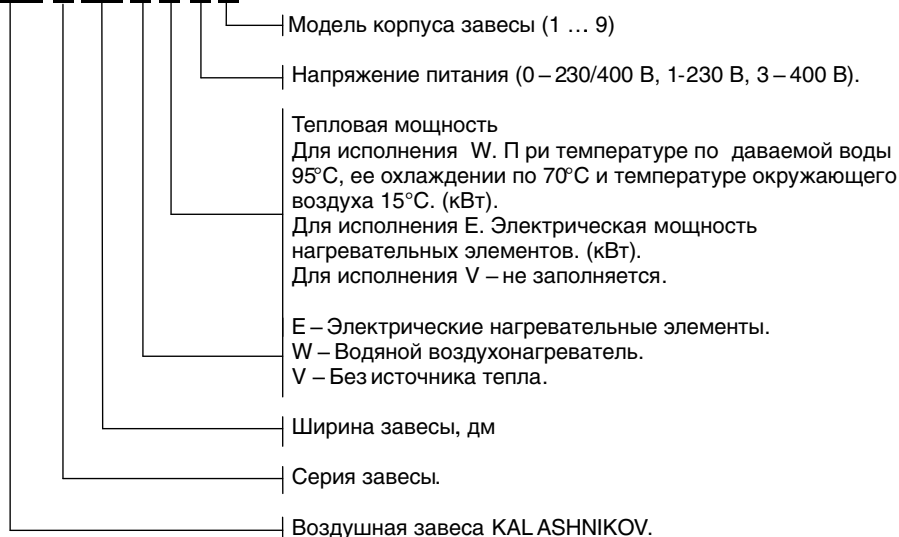 Модель корпуса завесы (1 … 9)
Напряжение питания (0 – 230/400 В, 1-230 В, 3 – 400 В).
Тепловая мощность
Для исполнения W. П ри температуре по даваемой воды
95°С, ее охлаждении по 70°С и температуре окружающего
воздуха 15°С. (кВт).
Для исполнения Е. Электрическая мощность
нагревательных элементов. (кВт).
Для исполнения V – не заполняется.
Е – Электрические нагревательные элементы.
W – Водяной воздухонагреватель.
V – Без источника тепла.
Ширина завесы, дм
Серия завесы.
Воздушная завеса KAL ASHNIKOV.